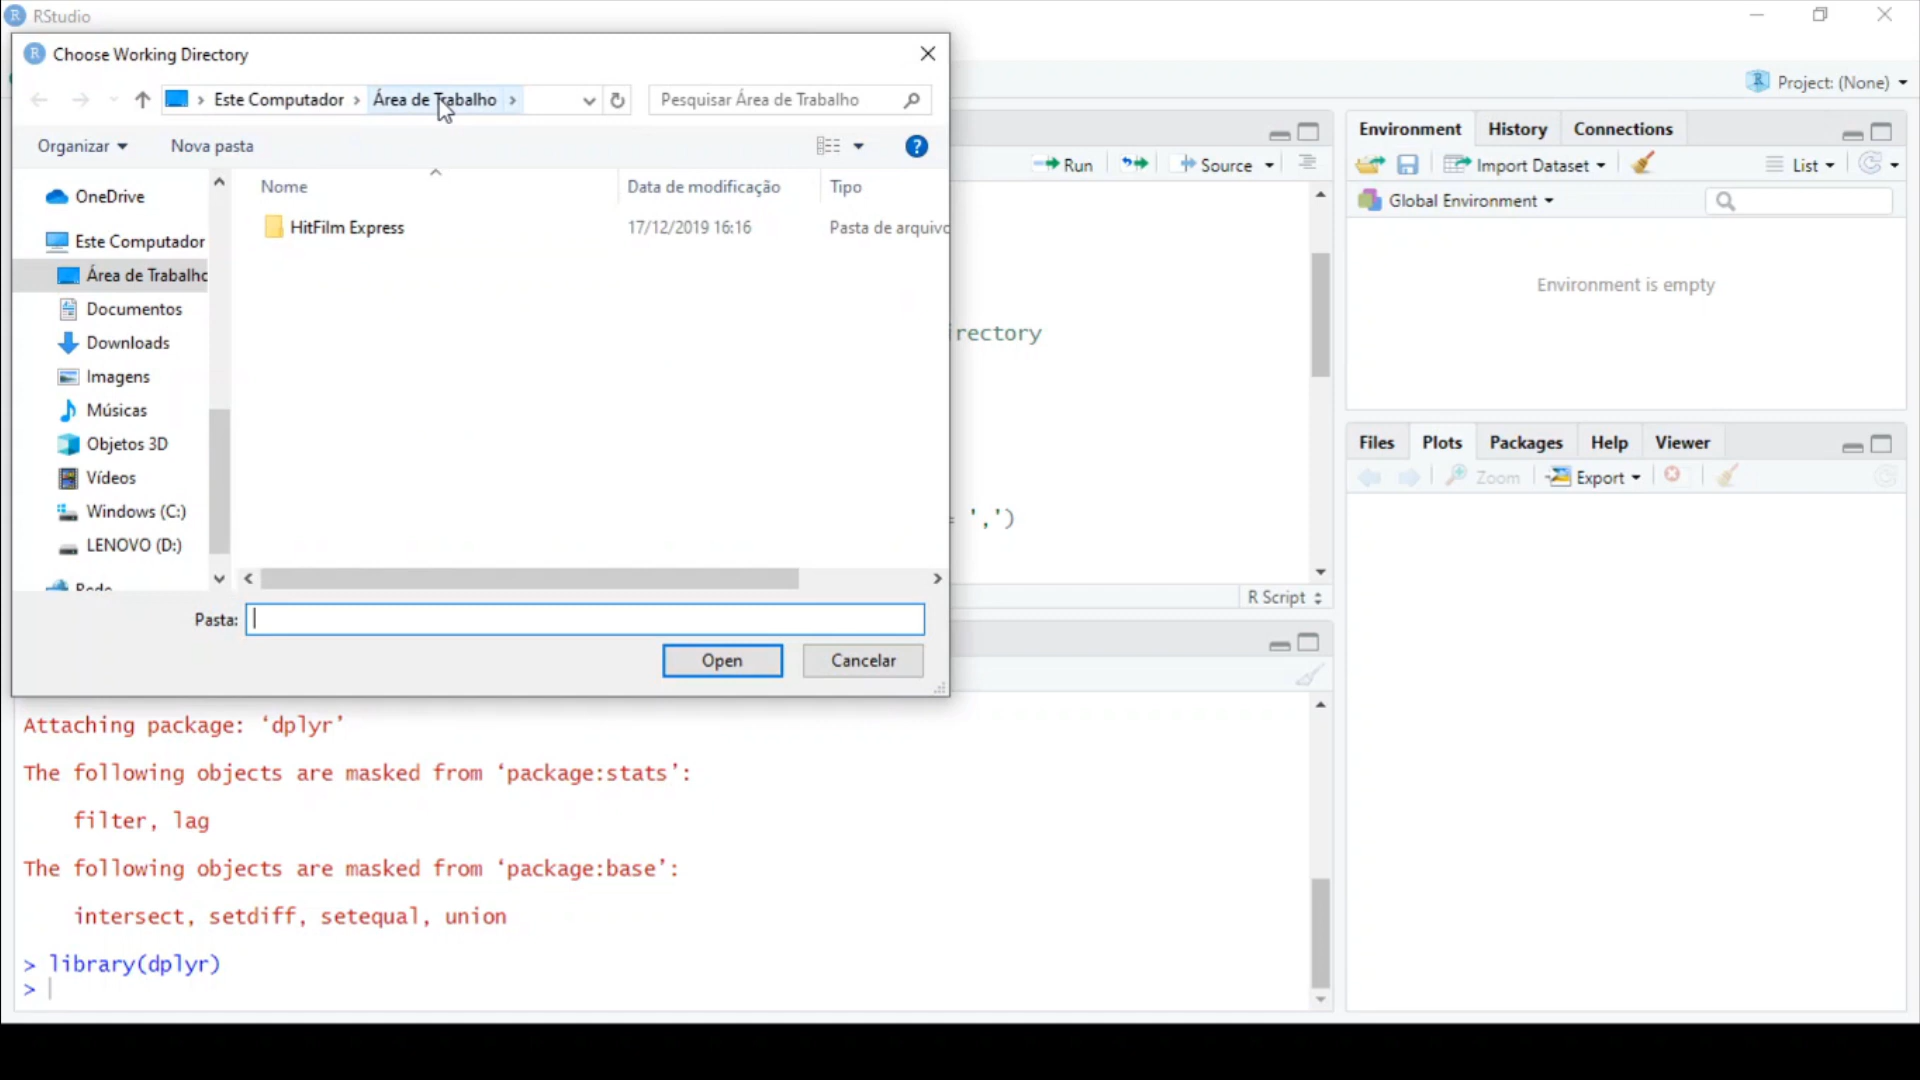 RStudio
Choose Working Directory
Este Computador
Área de Trabalho
Pesquisar Área de Trabalho
Organizar
Nova pasta
Nome
Data de modificação
Tipo
HitFilm Express
17/12/2019 16:16
Pasta de arquivo
OneDrive
Este Computador
Área de Trabalho
Documentos
Downloads
Imagens
Músicas
Objetos 3D
Vídeos
Windows (C:)
LENOVO (D:)
Rede
Pasta:
Open
Cancelar
Project: (None)
Run
Source
irectory
= ',')
R Script
Environment
History
Connections
Import Dataset
List
Global Environment
Environment is empty
Files
Plots
Packages
Help
Viewer
Zoom
Export
Attaching package: ‘dplyr’
The following objects are masked from ‘package:stats’:
filter, lag
The following objects are masked from ‘package:base’:
intersect, setdiff, setequal, union
> library(dplyr)
>